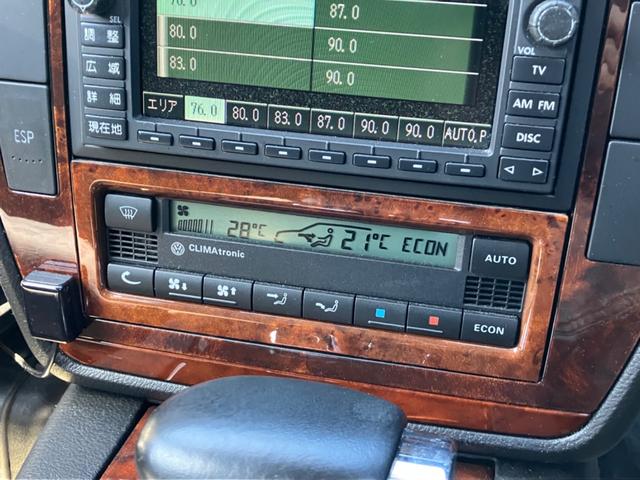 SEL
調整
広域
詳細
現在地
ESP
76.0
87.0
80.0
90.0
83.0
90.0
エリア 76.0 80.0 83.0 87.0 90.0 90.0 AUTO.P
VOL
TV
AM FM
DISC
28°C 21°C ECON
CLIMAtronic
AUTO
ECON